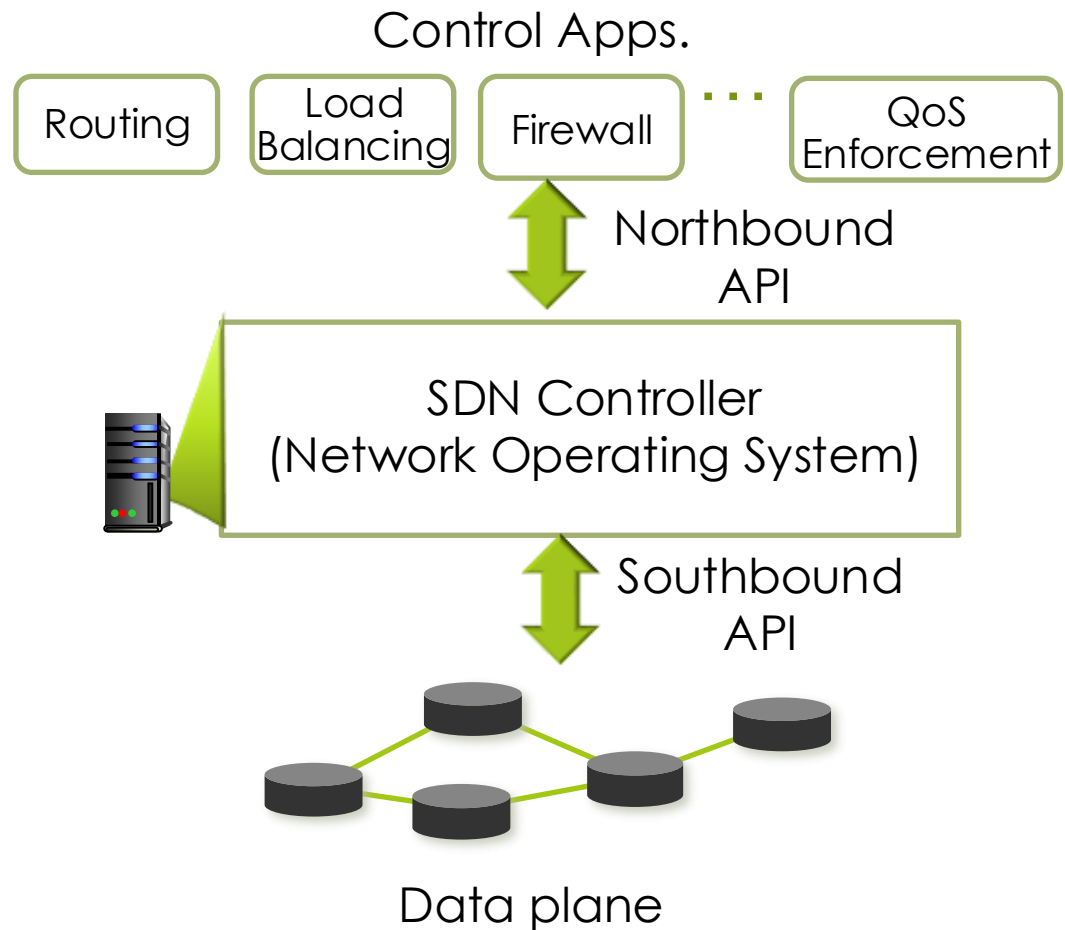 Control Apps.
Routing
Load
Balancing
Firewall
...
QoS
Enforcement
Northbound
API
SDN Controller
(Network Operating System)
Southbound
API
Data plane